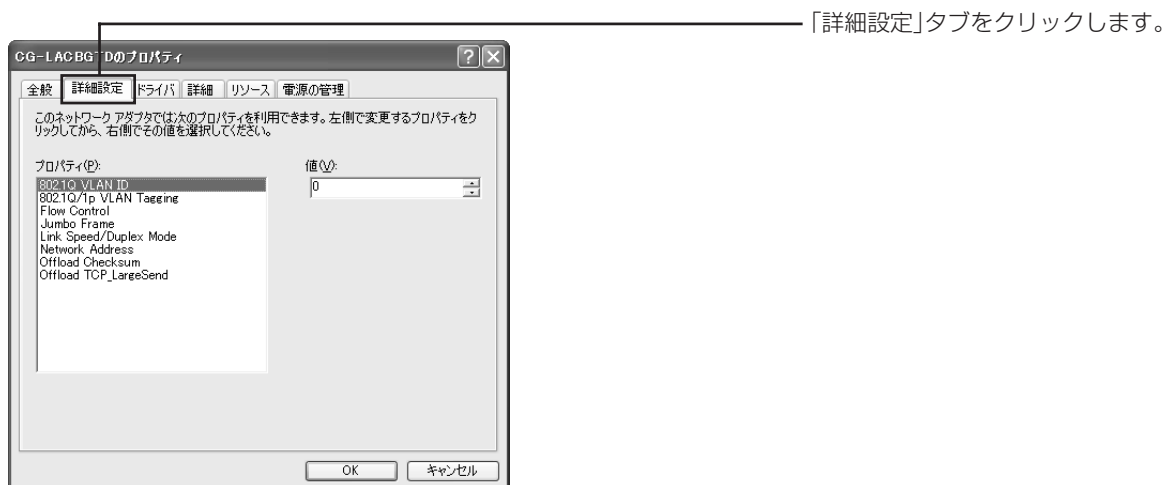 「詳細設定」タブをクリックします。
CG-LACBGTDのプロパティ
全般 詳細設定 ドライバ 詳細 リソース 電源の管理
このネットワーク アダプタでは次のプロパティを利用できます。左側で変更するプロパティをク
リックしてから、右側でその値を選択してください。
プロパティ(P): 値(V):
802.1Q VLAN ID 0
802.1Q/1p VLAN Tagging
Flow Control
Jumbo Frame
Link Speed/Duplex Mode
Network Address
Offload Checksum
Offload TCP_LargeSend
OK キャンセル